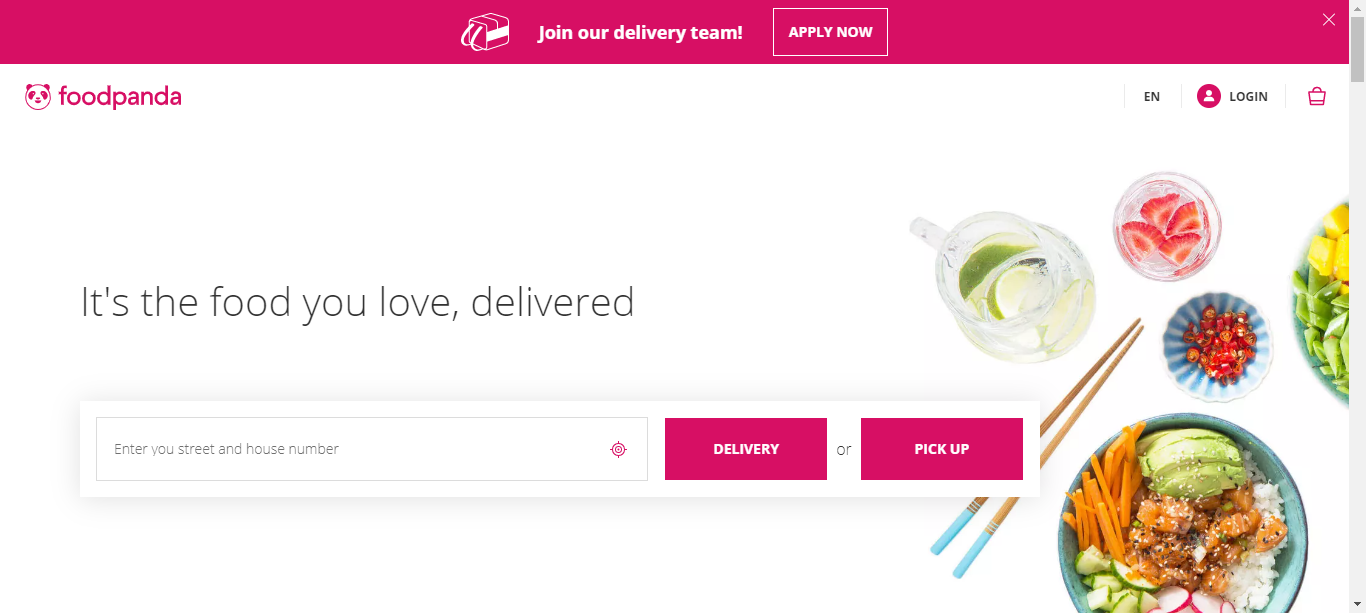 Join our delivery team!
APPLY NOW
foodpanda
EN
LOGIN
It's the food you love, delivered
Enter you street and house number
DELIVERY
or
PICK UP